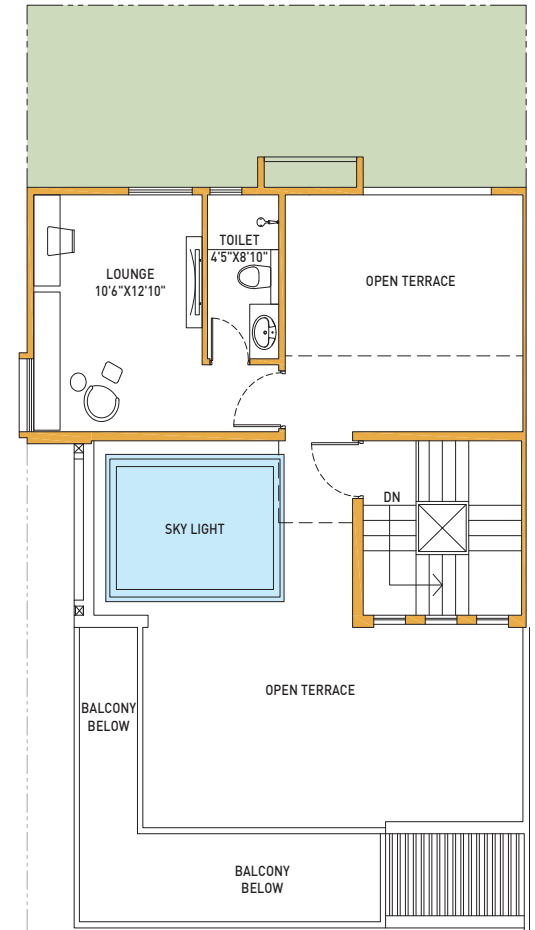 TOILET
4'5"X8'10"
LOUNGE
10'6"X12'10"
OPEN TERRACE
DN
SKY LIGHT
OPEN TERRACE
BALCONY
BELOW
BALCONY
BELOW